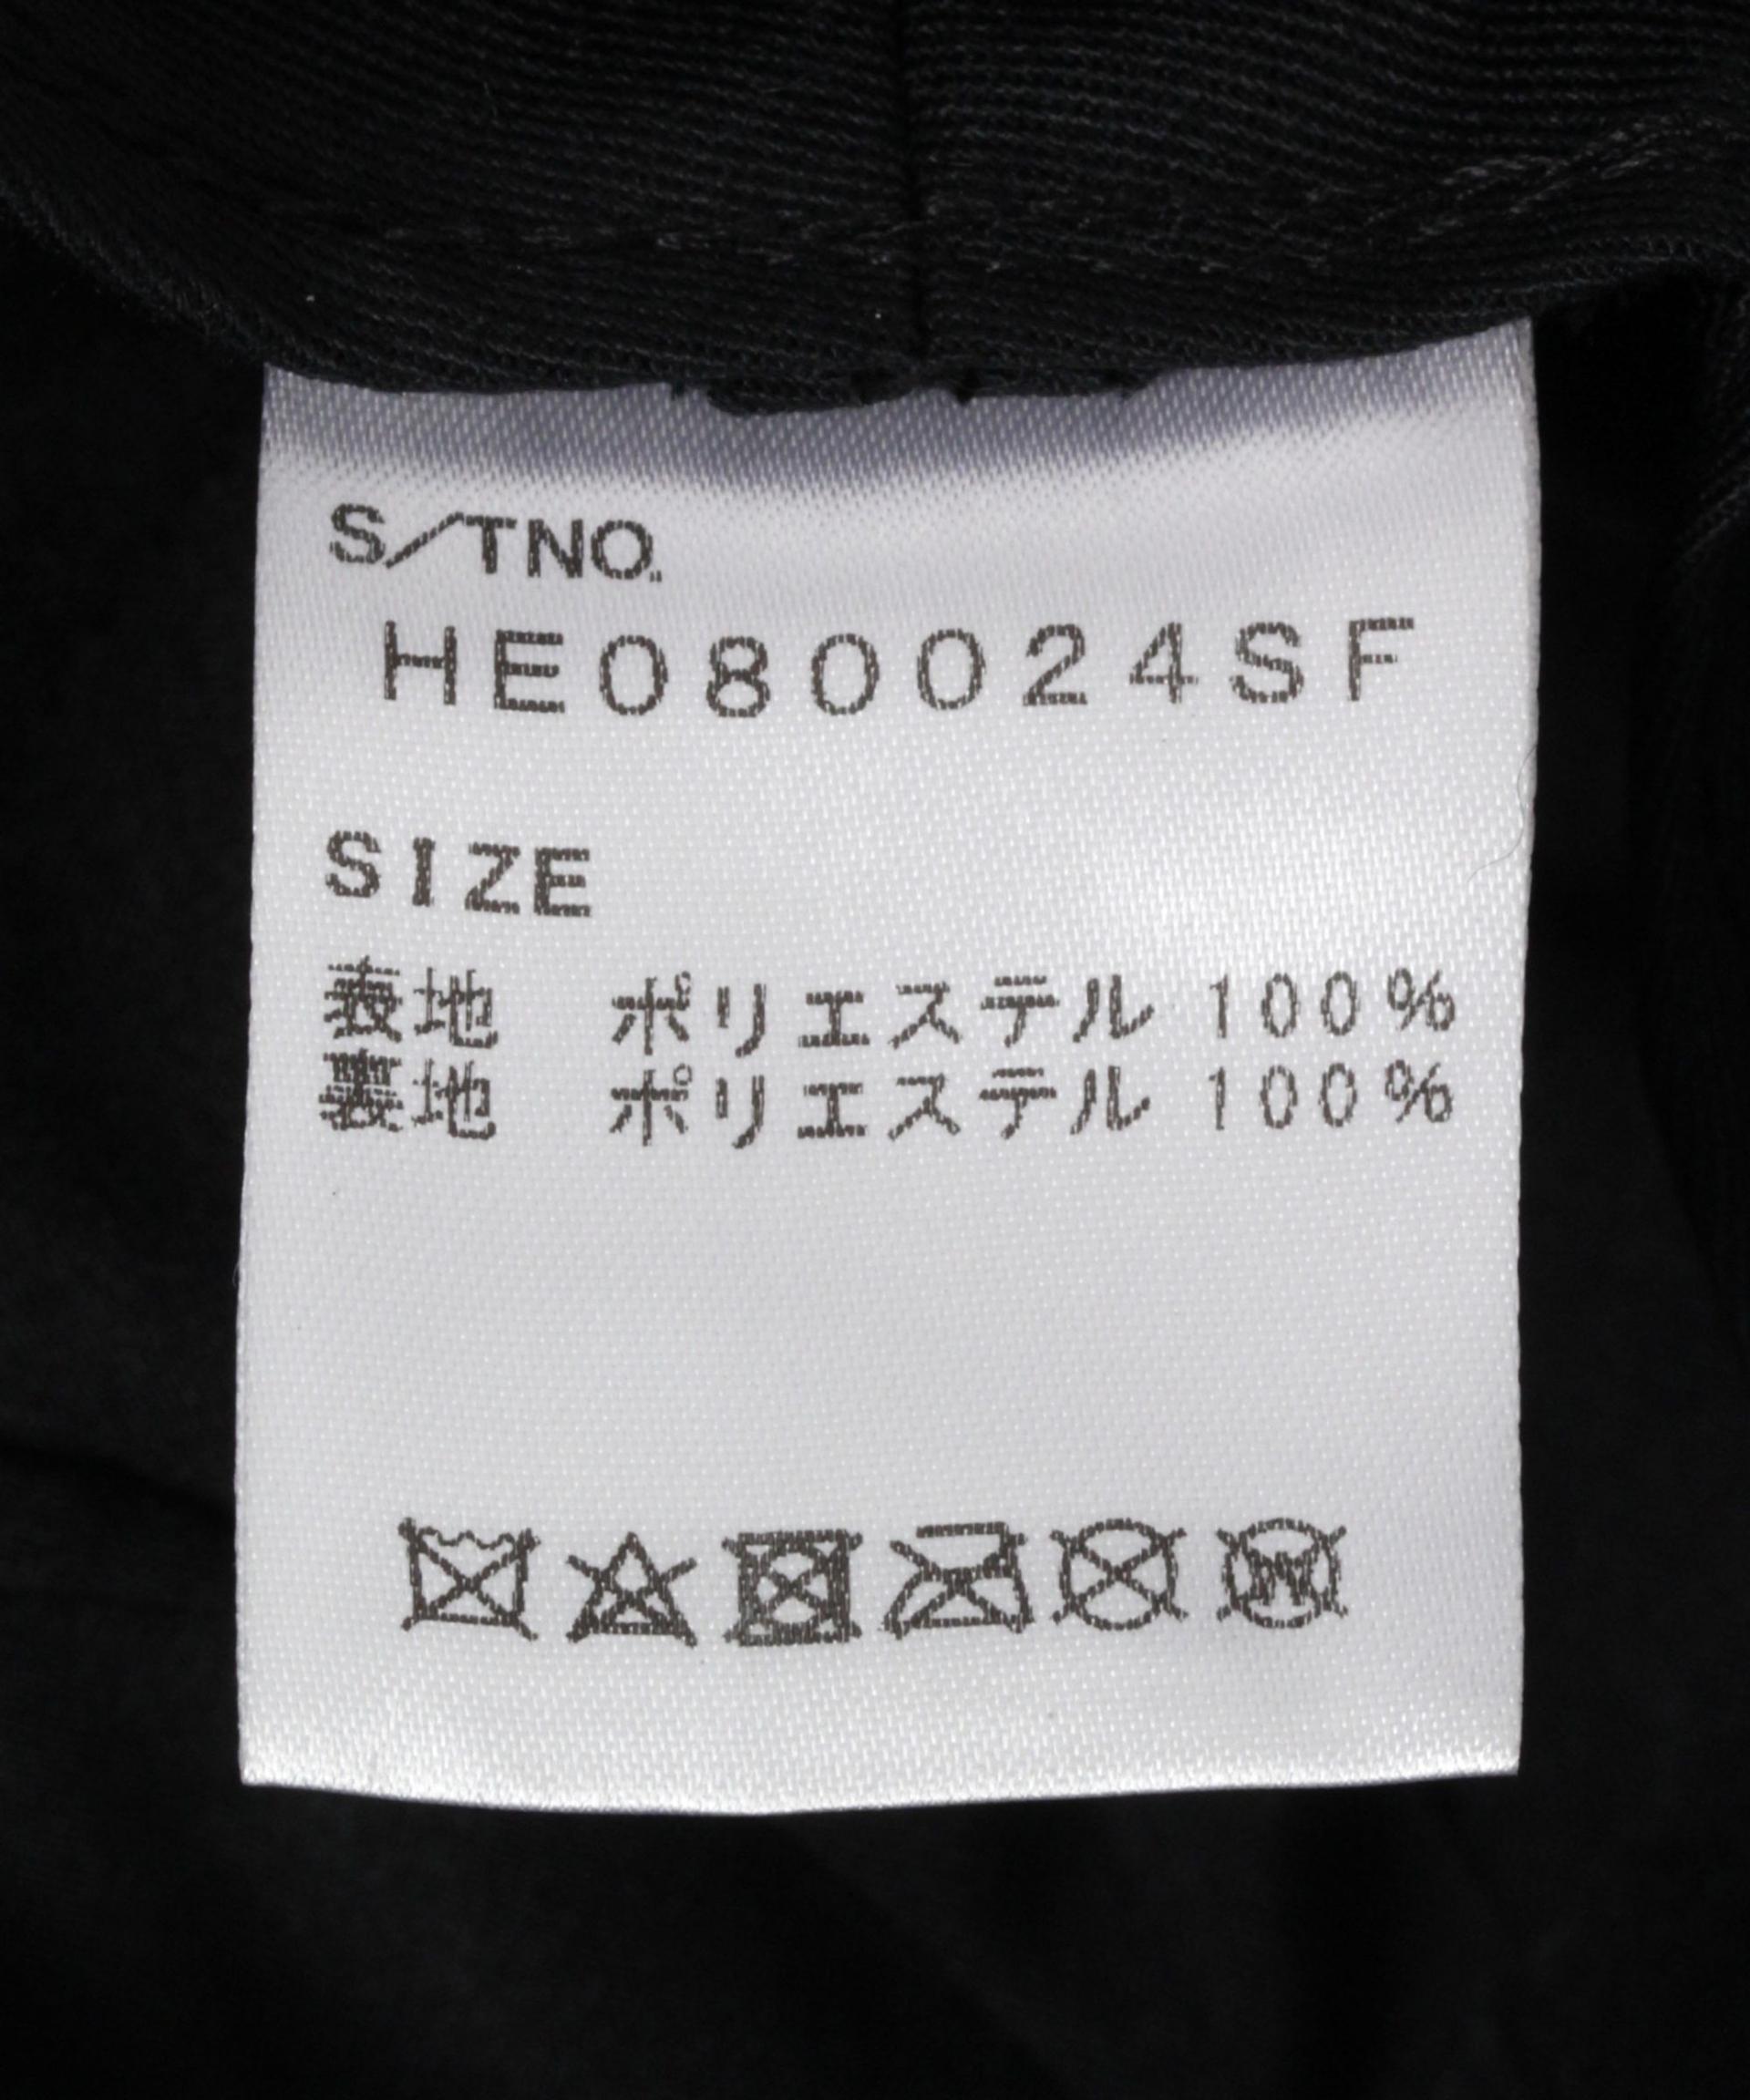 S/TNO.
HE080024SF
SIZE
表地 ポリエステル 100%
裏地 ポリエステル 100%